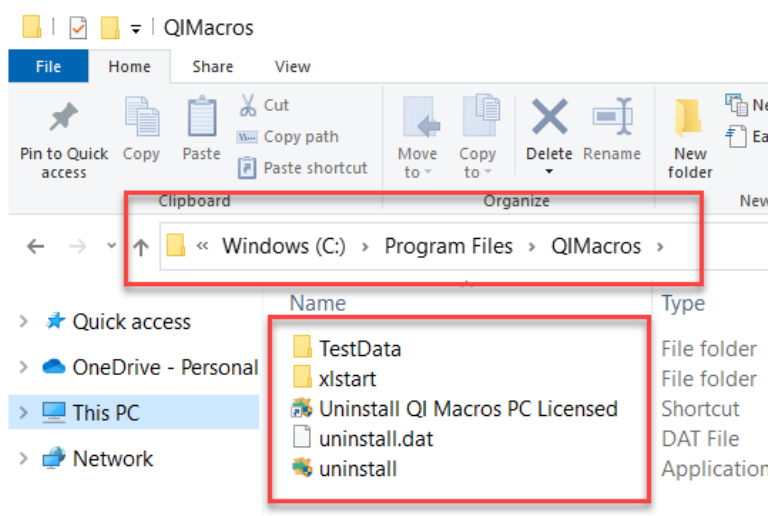 QIMacros
File Home Share View
Pin to Quick access
Copy
Paste
Cut
Copy path
Paste shortcut
Move to
Copy to
Delete
Rename
New folder
Clipboard
Organize
« Windows (C:) › Program Files › QIMacros ›
Name Type
Quick access
OneDrive - Personal
This PC
Network
TestData File folder
xlstart File folder
Uninstall QI Macros PC Licensed Shortcut
uninstall.dat DAT File
uninstall Application